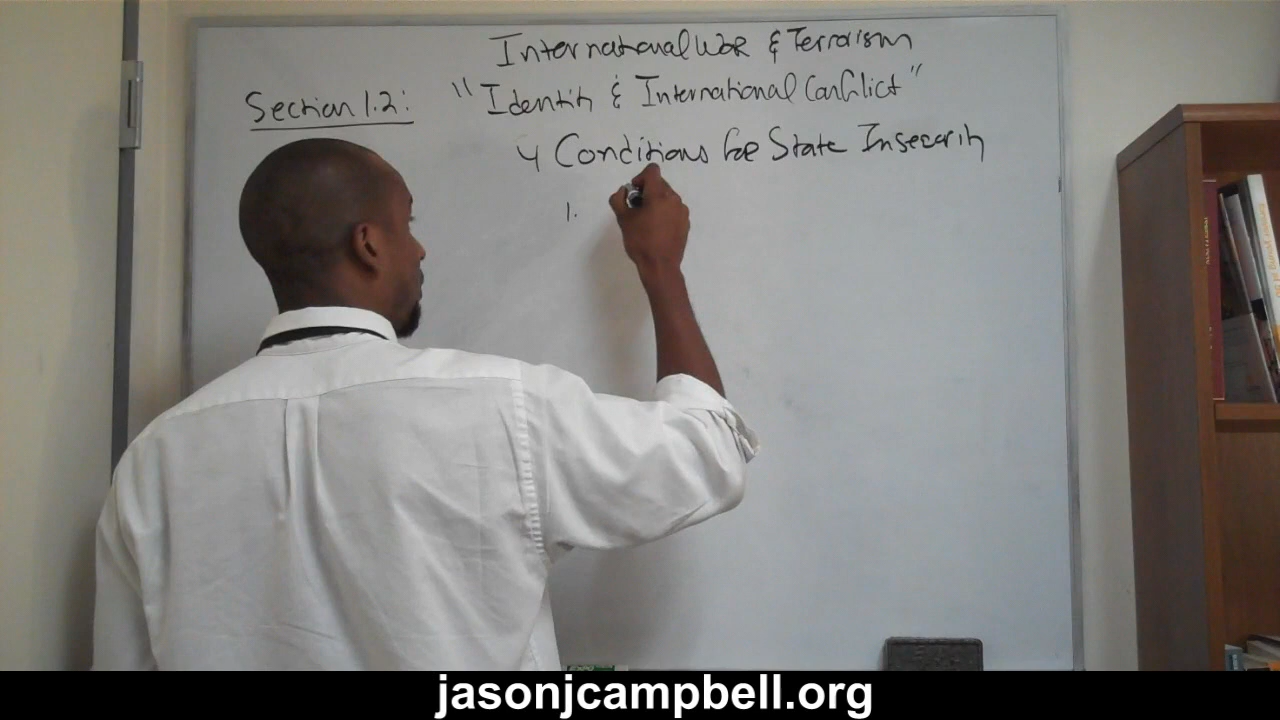 International War & Terrorism
Section 1.2: "Identity & International Conflict"
4 Conditions for State Insecurity
1.
jasonjcampbell.org